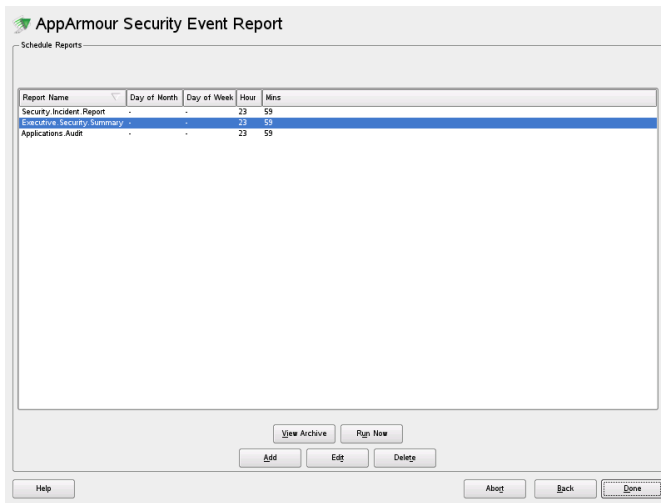 AppArmour Security Event Report
Schedule Reports
Report Name Day of Month Day of Week Hour Mins
Security.Incident.Report - - 23 59
Executive.Security.Summary - - 23 59
Applications.Audit - - 23 59
View Archive Run Now
Add Edit Delete
Help Abort Back Done